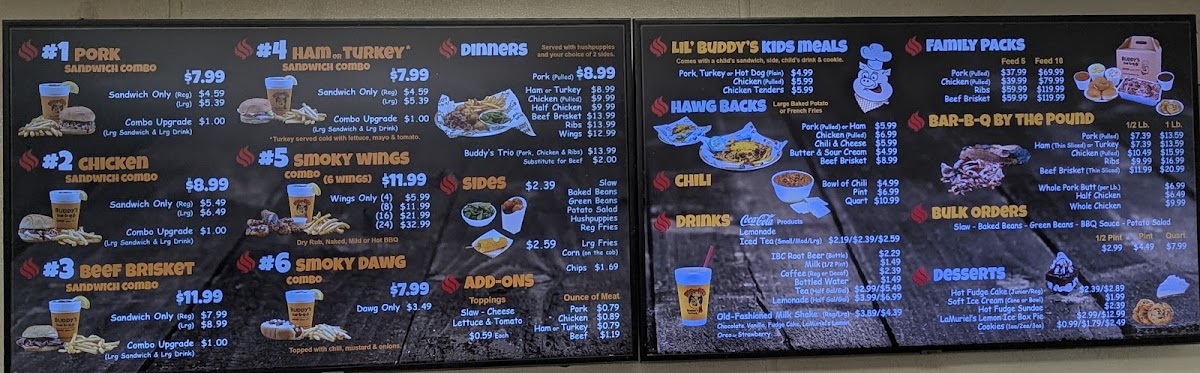 #1 PORK
SANDWICH COMBO
$7.99
Sandwich Only (Reg) $4.59
(Lrg) $5.39
Combo Upgrade $1.00
(Lrg Sandwich & Lrg Drink)
#2 CHICKEN
SANDWICH COMBO
$8.99
Sandwich Only (Reg) $5.49
(Lrg) $6.49
Combo Upgrade $1.00
(Lrg Sandwich & Lrg Drink)
#3 BEEF BRISKET
SANDWICH COMBO
$11.99
Sandwich Only (Reg) $7.99
(Lrg) $8.99
Combo Upgrade $1.00
(Lrg Sandwich & Lrg Drink)
#4 HAM OR TURKEY*
SANDWICH COMBO
$7.99
Sandwich Only (Reg) $4.59
(Lrg) $5.39
Combo Upgrade $1.00
(Lrg Sandwich & Lrg Drink)
*Turkey served cold with lettuce, mayo & tomato.
#5 SMOKY WINGS
COMBO (6 WINGS) $11.99
Wings Only (4) $5.99
(8) $11.99
(16) $21.99
(24) $32.99
Dry Rub, Naked, Mild or Hot BBQ
#6 SMOKY DAWG
COMBO
$7.99
Dawg Only $3.49
Topped with chili, mustard & onions.
DINNERS
Served with hushpuppies
and your choice of 2 sides.
Pork (Pulled) $8.99
Ham or Turkey $8.99
Chicken (Pulled) $9.99
Half Chicken $9.99
Beef Brisket $13.99
Ribs $13.99
Wings $12.99
Buddy's Trio (Pork, Chicken & Ribs) $13.99
Substitute for Beef $2.00
SIDES
$2.39
Slaw
Baked Beans
Green Beans
Potato Salad
Hushpuppies
Reg Fries
$2.59
Lrg Fries
Corn (on the cob)
Chips $1.69
ADD-ONS
Toppings
Slaw - Cheese
Lettuce & Tomato
$0.59 Each
Ounce of Meat
Pork $0.79
Chicken $0.89
Ham or Turkey $0.79
Beef $1.19
LIL' BUDDY'S KIDS MEALS
Comes with a child's sandwich, side, child's drink & cookie.
Pork, Turkey or Hot Dog (Plain) $4.99
Chicken (Pulled) $5.99
Chicken Tenders $5.99
HAWG BACKS
Large Baked Potato
or French Fries
Pork (Pulled) or Ham $5.99
Chicken (Pulled) $6.99
Chili & Cheese $5.99
Butter & Sour Cream $4.99
Beef Brisket $8.99
CHILI
Bowl of Chili $4.99
Pint $6.99
Quart $10.99
DRINKS
Coca-Cola Products
Lemonade
Iced Tea (Small/Med/Lrg) $2.19/$2.39/$2.59
IBC Root Beer (Bottle) $2.29
Milk (1/2 Pint) $1.49
Coffee (Reg or Decaf) $2.39
Bottled Water $1.49
Tea (Half Gal/Gal) $2.99/$5.49
Lemonade (Half Gal/Gal) $3.99/$6.99
Old-Fashioned Milk Shake (Reg/Lrg) $3.89/$4.39
Chocolate, Vanilla, Fudge Cake, LaMuriel's Lemon,
Oreo or Strawberry
FAMILY PACKS
Feed 5 Feed 10
Pork (Pulled) $37.99 $69.99
Chicken (Pulled) $39.99 $79.99
Ribs $59.99 $119.99
Beef Brisket $59.99 $119.99
BAR-B-Q BY THE POUND
1/2 Lb. 1 Lb.
Pork (Pulled) $7.39 $13.59
Ham (Thin Sliced) or Turkey $7.39 $13.59
Chicken (Pulled) $10.49 $15.99
Ribs $9.99 $16.99
Beef Brisket (Thin Sliced) $11.99 $20.99
Whole Pork Butt (per Lb.) $6.99
Half Chicken $6.49
Whole Chicken $9.99
BULK ORDERS
Slaw - Baked Beans - Green Beans - BBQ Sauce - Potato Salad
1/2 Pint Pint Quart
$2.99 $4.49 $7.99
DESSERTS
Hot Fudge Cake (Junior/Reg) $2.39/$2.89
Soft Ice Cream (Cone or Bowl) $1.99
Hot Fudge Sundae $2.39
LaMuriel's Lemon Ice Box Pie $2.99/$12.99
Cookies (1ea/2ea/3ea) $0.99/$1.79/$2.49